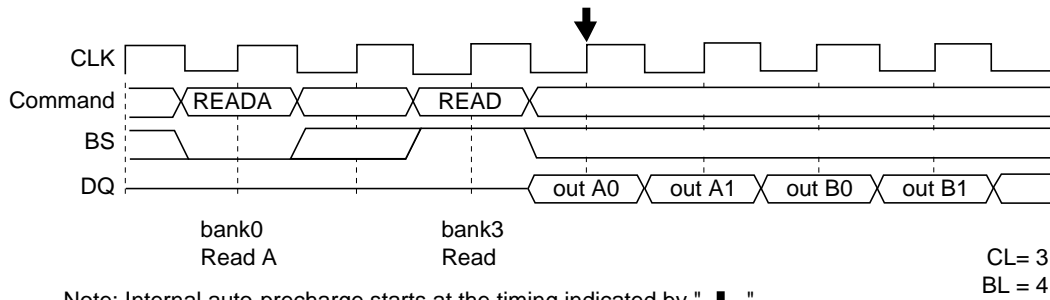 CLK
Command READA READ
BS
DQ out A0 out A1 out B0 out B1
bank0 bank3
Read A Read
CL= 3
BL = 4
Note: Internal auto-precharge starts at the timing indicated by " ".